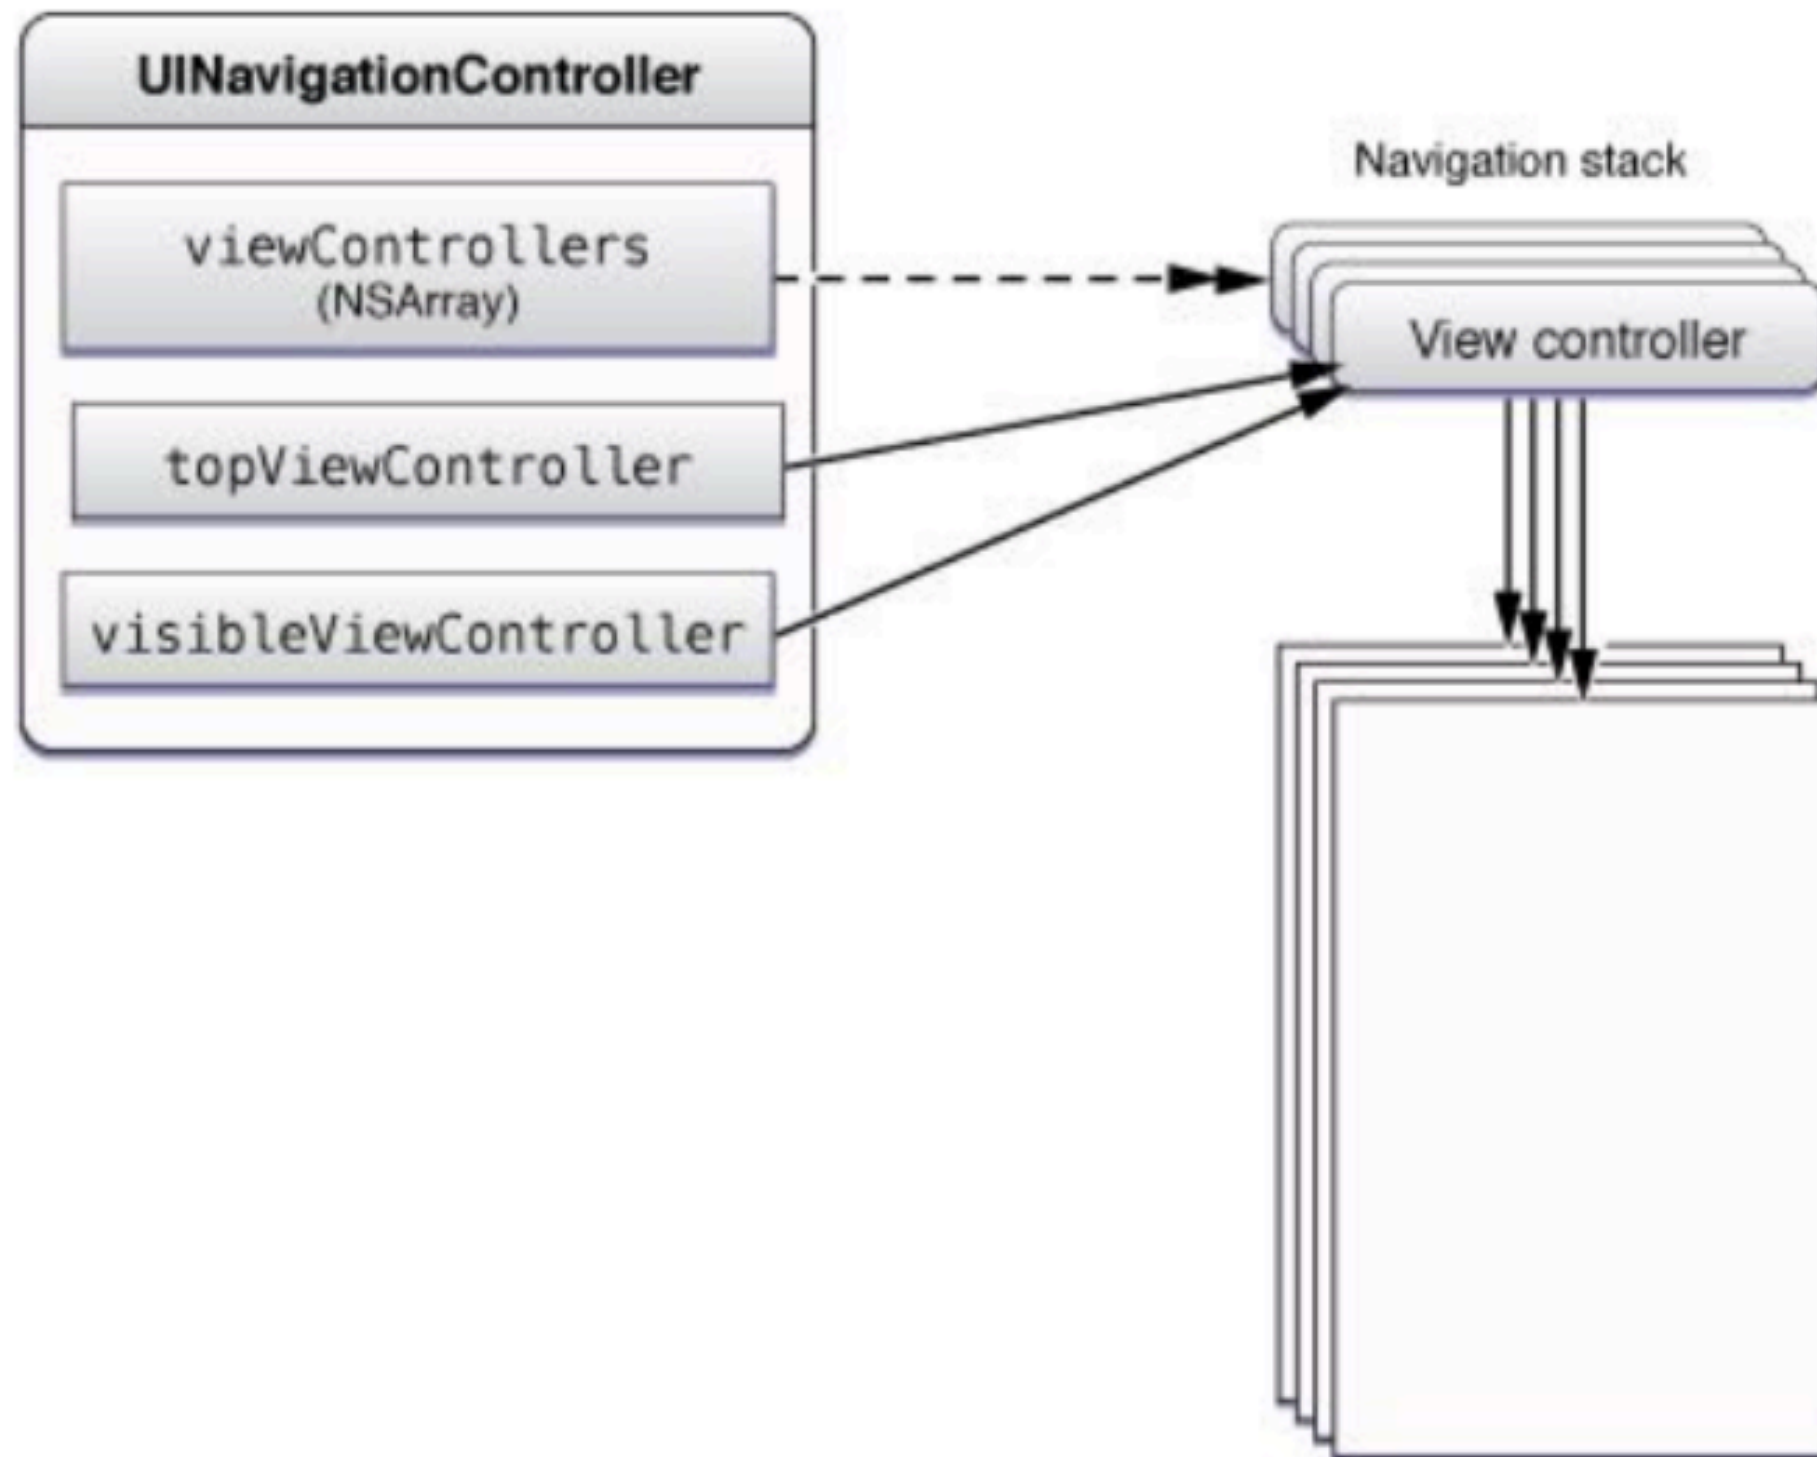 UINavigationController
viewControllers
(NSArray)
topViewController
visibleViewController
Navigation stack
View controller